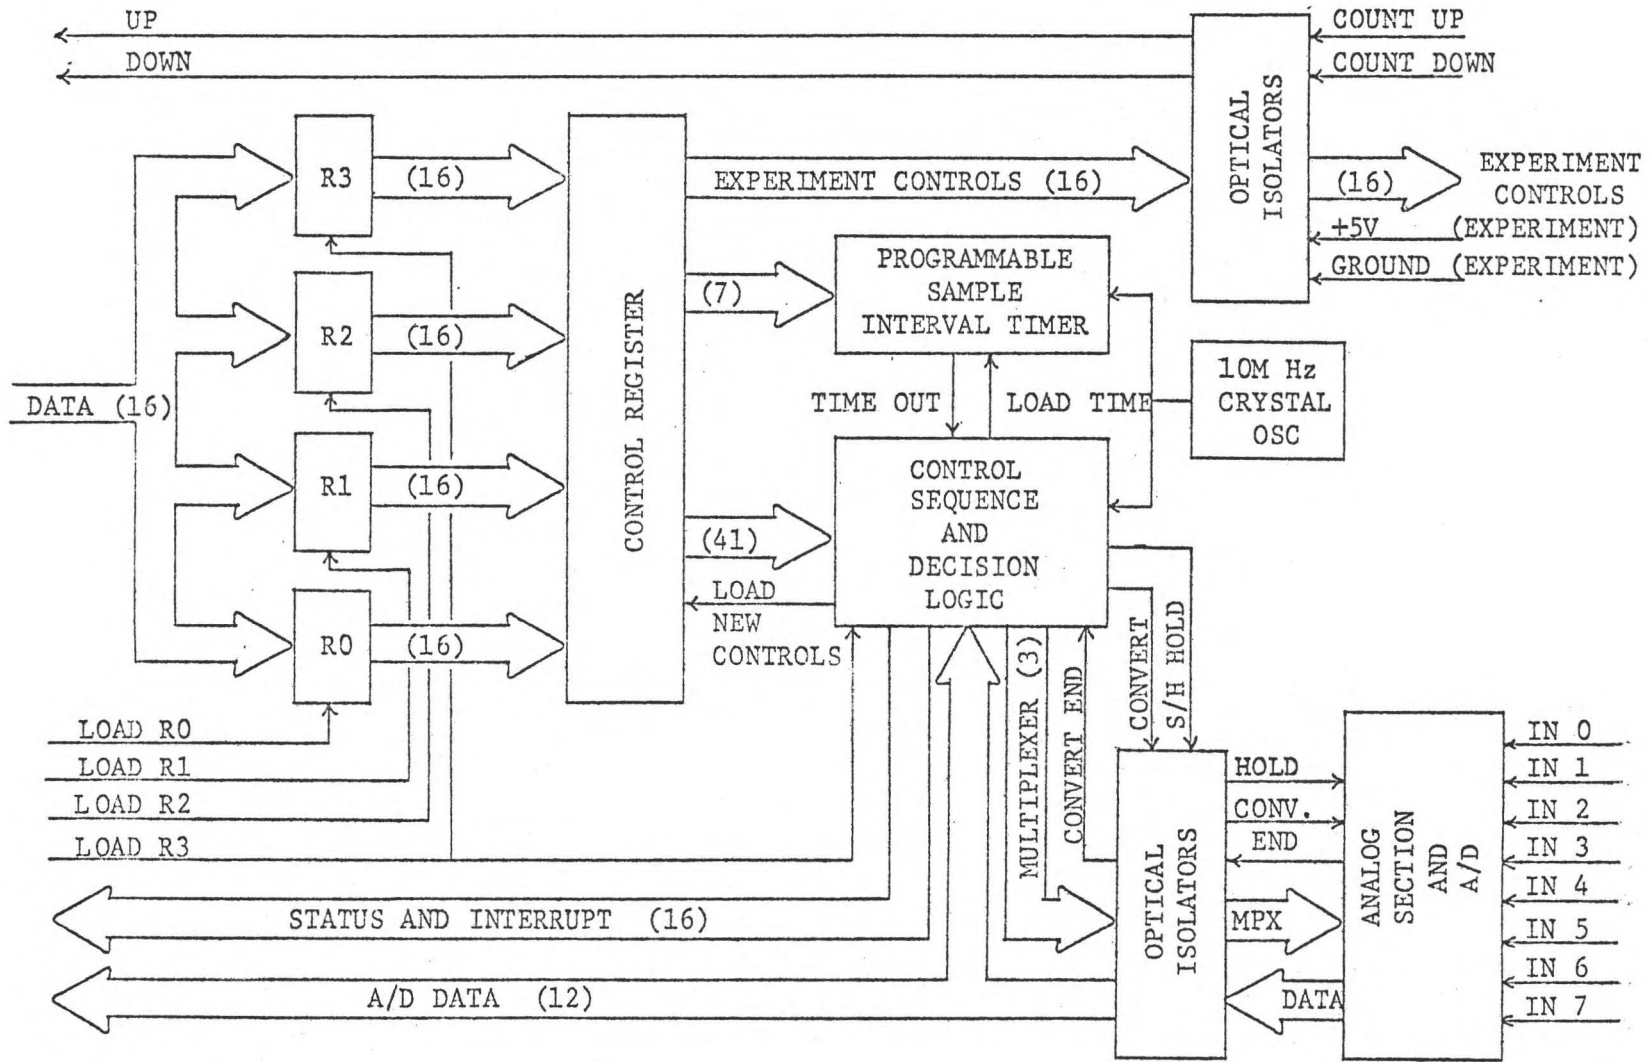 UP
DOWN
COUNT UP
COUNT DOWN
OPTICAL
ISOLATORS
R3
(16)
EXPERIMENT CONTROLS (16)
(16)
EXPERIMENT
CONTROLS
+5V (EXPERIMENT)
GROUND (EXPERIMENT)
PROGRAMMABLE
SAMPLE
INTERVAL TIMER
(7)
R2
(16)
CONTROL REGISTER
10M Hz
CRYSTAL
OSC
DATA (16)
TIME OUT
LOAD TIME
R1
(16)
CONTROL
SEQUENCE
AND
DECISION
LOGIC
(41)
LOAD
NEW
CONTROLS
R0
(16)
CONVERT
S/H HOLD
MULTIPLEXER (3)
CONVERT END
LOAD R0
LOAD R1
LOAD R2
LOAD R3
OPTICAL
ISOLATORS
HOLD
CONV.
END
MPX
DATA
ANALOG
SECTION
AND
A/D
IN 0
IN 1
IN 2
IN 3
IN 4
IN 5
IN 6
IN 7
STATUS AND INTERRUPT (16)
A/D DATA (12)